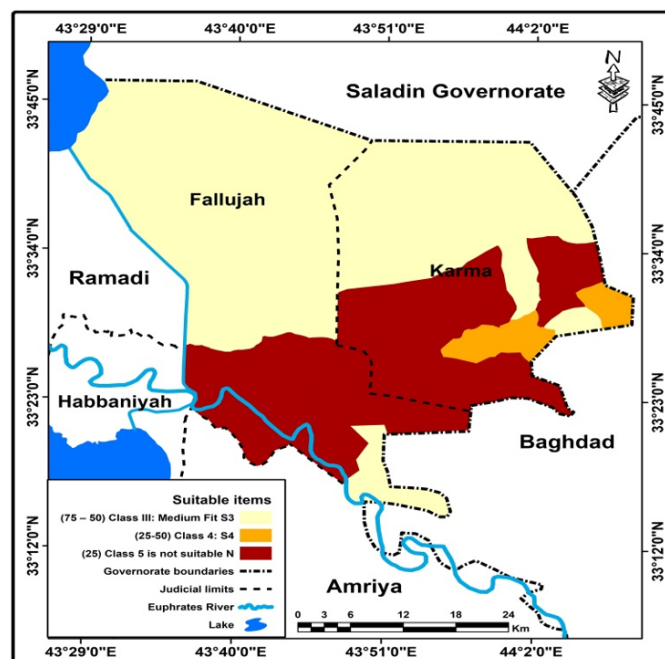 43°29'0"E 43°40'0"E 43°51'0"E 44°2'0"E
N
Saladin Governorate
33°45'0"N 33°45'0"N
Fallujah
33°34'0"N 33°34'0"N
Ramadi
Karma
33°23'0"N 33°23'0"N
Habbaniyah
Baghdad
Suitable items
(75 – 50) Class III: Medium Fit S3
(25-50) Class 4: S4
(25) Class 5 is not suitable N
Governorate boundaries
Judicial limits
Euphrates River
Lake
33°12'0"N 33°12'0"N
Amriya
0 3 6 12 18 24
Km
43°29'0"E 43°40'0"E 43°51'0"E 44°2'0"E